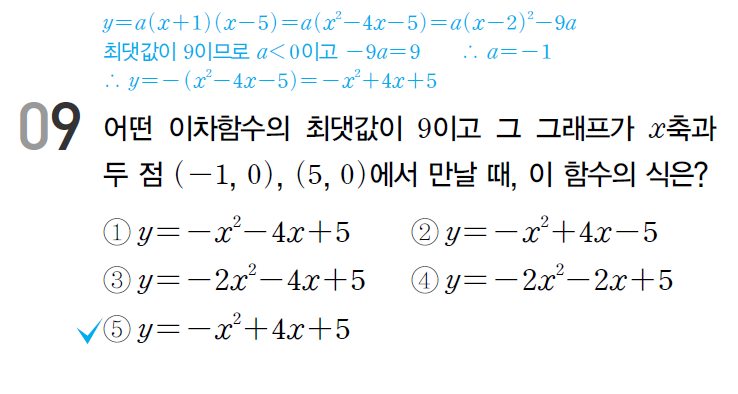 y=a(x+1)(x-5)=a(x²-4x-5)=a(x-2)²-9a
최댓값이 9이므로 a<0이고 -9a=9 ∴ a=-1
∴ y=-(x²-4x-5)=-x²+4x+5
09 어떤 이차함수의 최댓값이 9이고 그 그래프가 x축과
두 점 (-1, 0), (5, 0)에서 만날 때, 이 함수의 식은?
① y=-x²-4x+5 ② y=-x²+4x-5
③ y=-2x²-4x+5 ④ y=-2x²-2x+5
⑤ y=-x²+4x+5